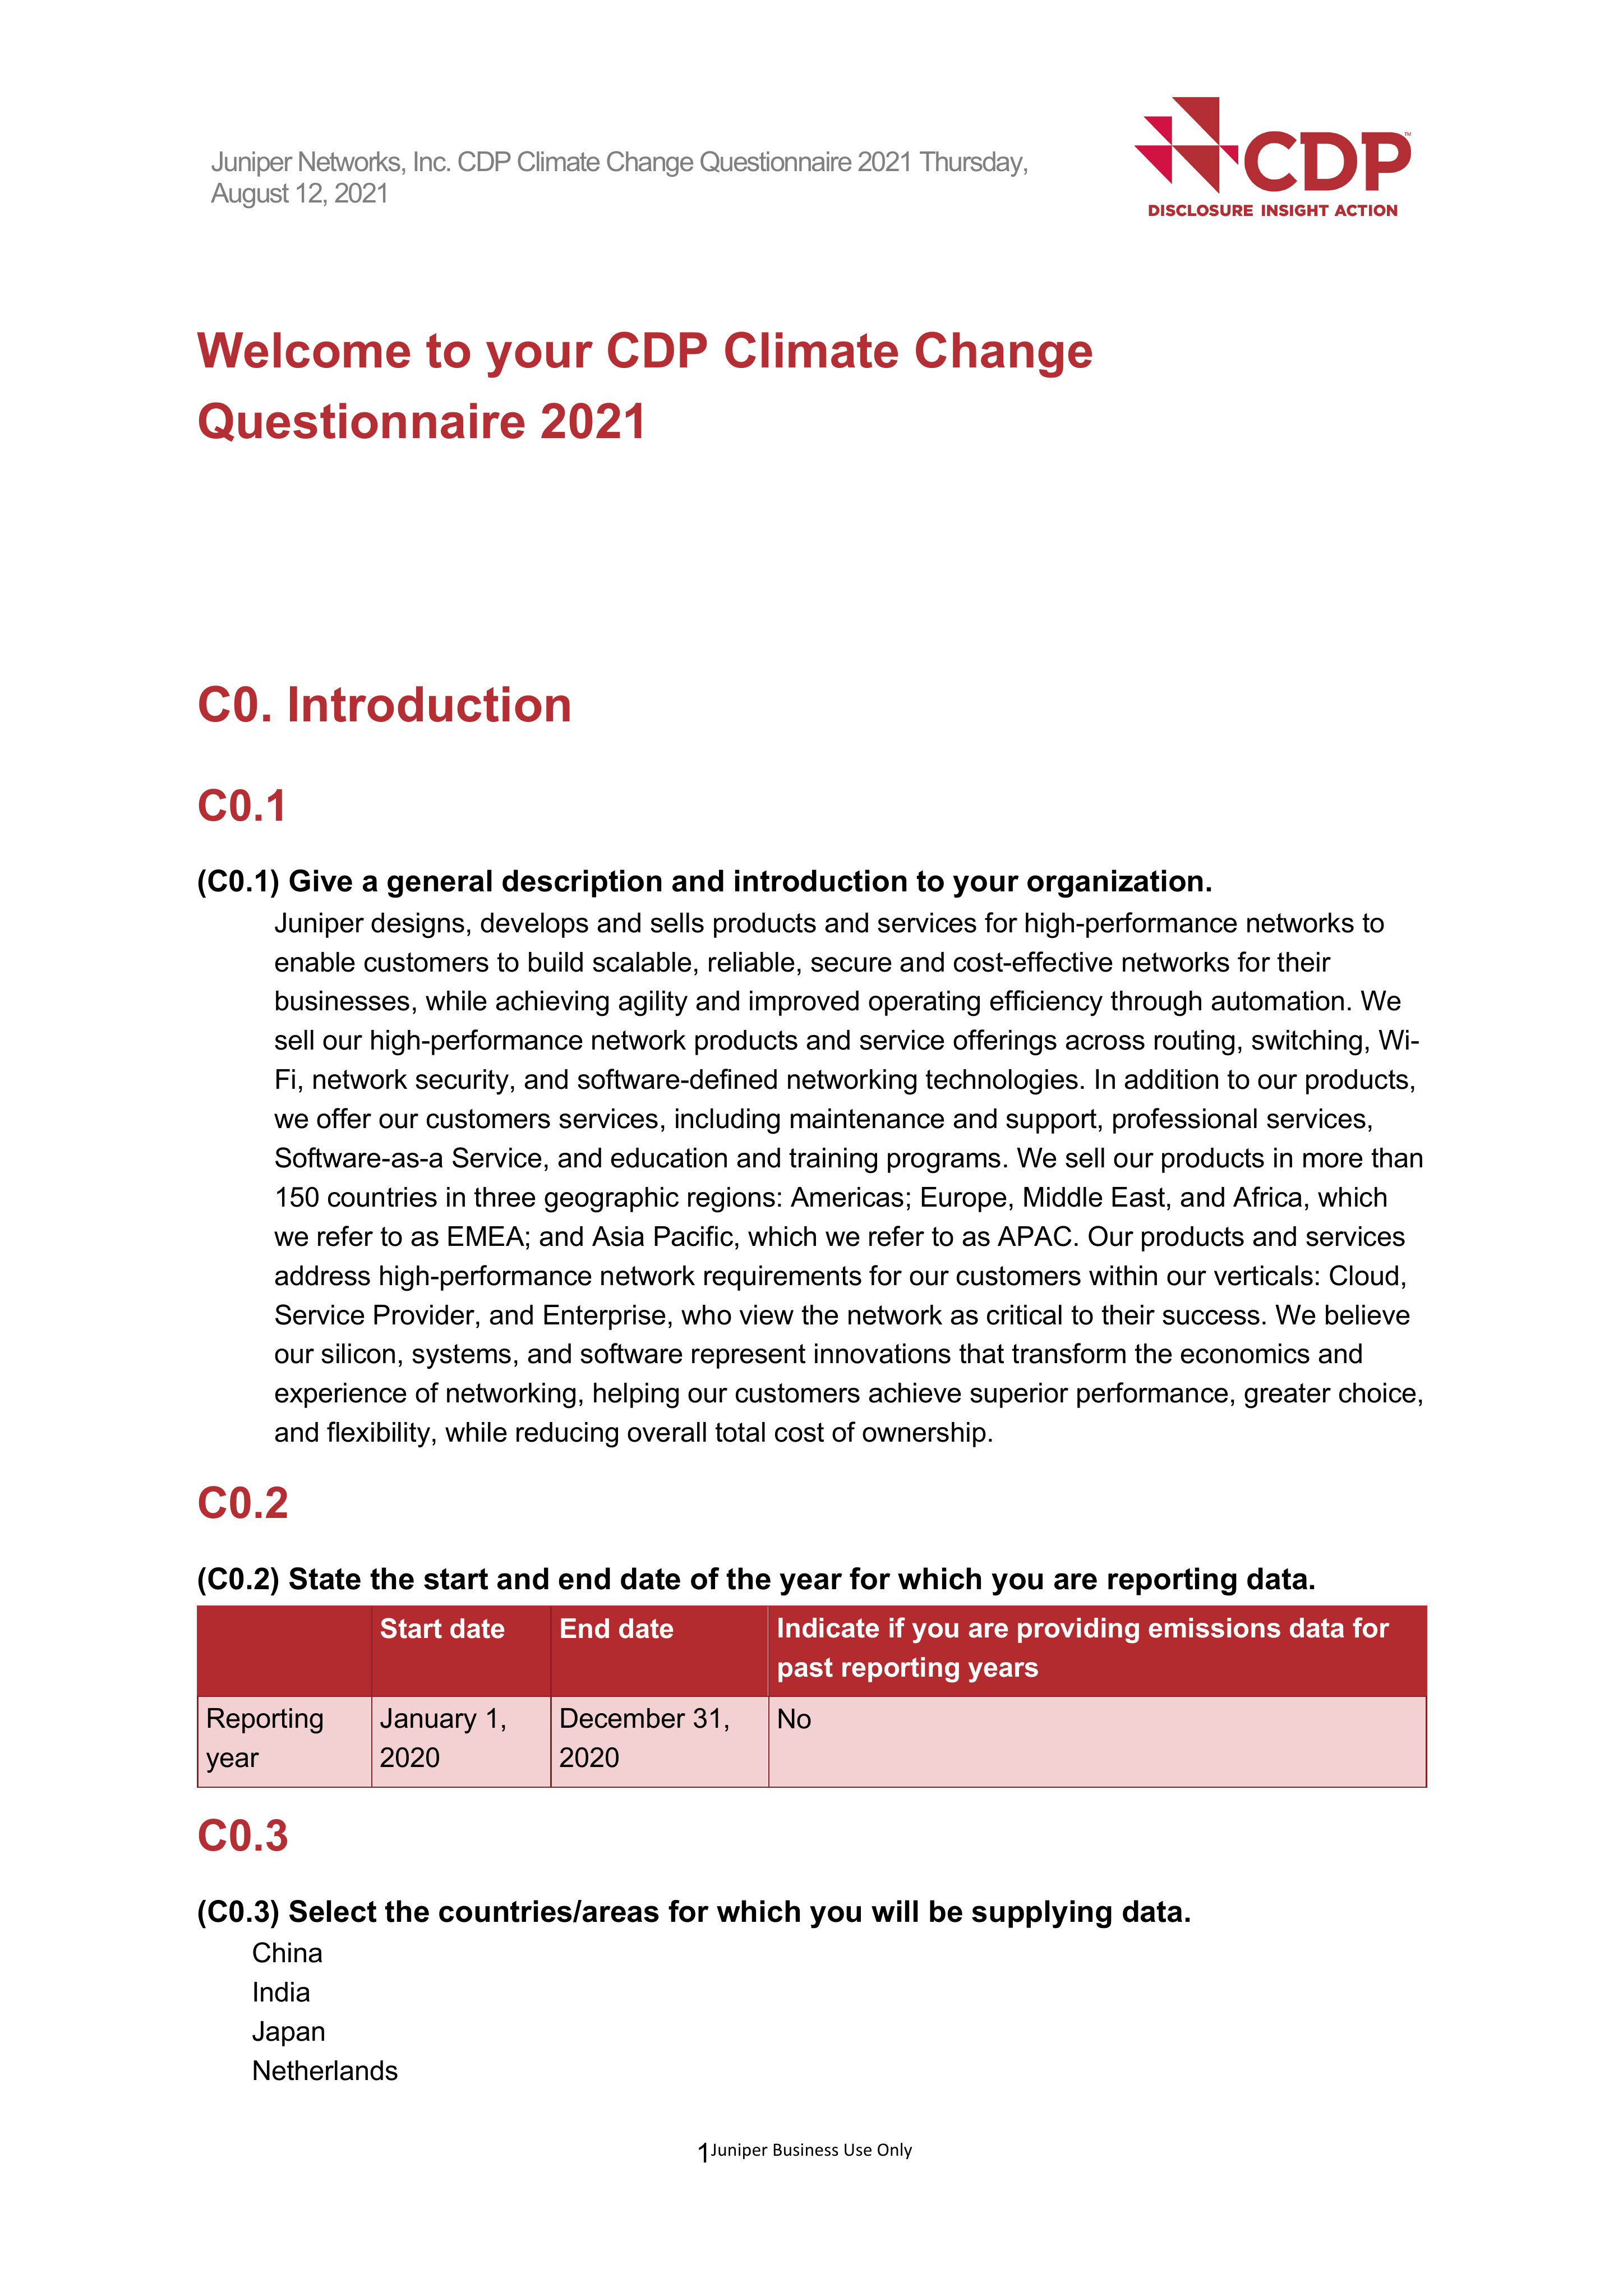 Juniper Networks, Inc. CDP Climate Change Questionnaire 2021 Thursday,
August 12, 2021
CDP™
DISCLOSURE INSIGHT ACTION
Welcome to your CDP Climate Change
Questionnaire 2021
C0. Introduction
C0.1
(C0.1) Give a general description and introduction to your organization.
Juniper designs, develops and sells products and services for high-performance networks to
enable customers to build scalable, reliable, secure and cost-effective networks for their
businesses, while achieving agility and improved operating efficiency through automation. We
sell our high-performance network products and service offerings across routing, switching, Wi-
Fi, network security, and software-defined networking technologies. In addition to our products,
we offer our customers services, including maintenance and support, professional services,
Software-as-a Service, and education and training programs. We sell our products in more than
150 countries in three geographic regions: Americas; Europe, Middle East, and Africa, which
we refer to as EMEA; and Asia Pacific, which we refer to as APAC. Our products and services
address high-performance network requirements for our customers within our verticals: Cloud,
Service Provider, and Enterprise, who view the network as critical to their success. We believe
our silicon, systems, and software represent innovations that transform the economics and
experience of networking, helping our customers achieve superior performance, greater choice,
and flexibility, while reducing overall total cost of ownership.
C0.2
(C0.2) State the start and end date of the year for which you are reporting data.
Start date End date Indicate if you are providing emissions data for
past reporting years
Reporting January 1, December 31, No
year 2020 2020
C0.3
(C0.3) Select the countries/areas for which you will be supplying data.
China
India
Japan
Netherlands
1 Juniper Business Use Only